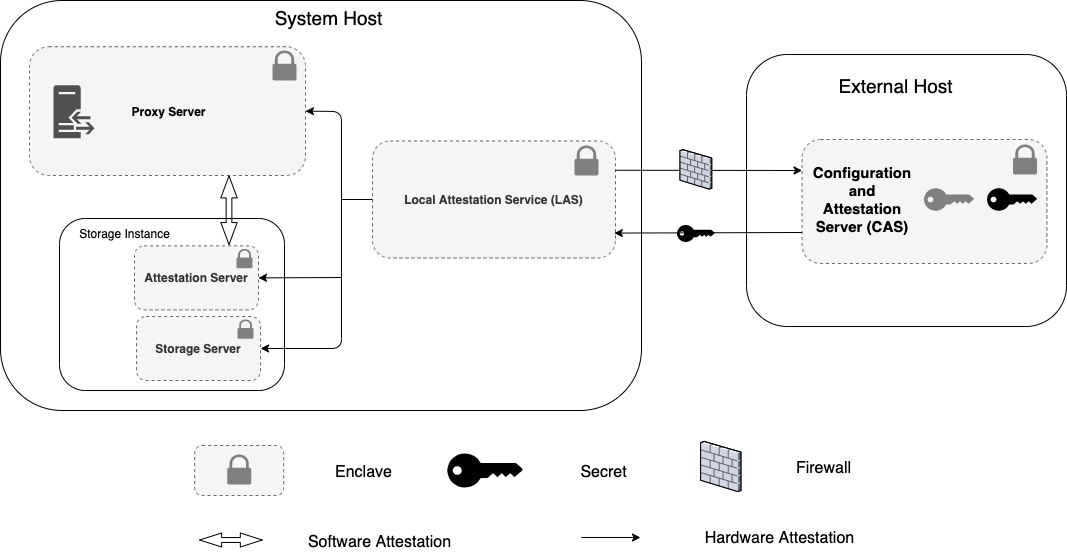 System Host
Proxy Server
External Host
Configuration
and
Attestation
Server (CAS)
Local Attestation Service (LAS)
Storage Instance
Attestation Server
Storage Server
Enclave
Secret
Firewall
Software Attestation
Hardware Attestation